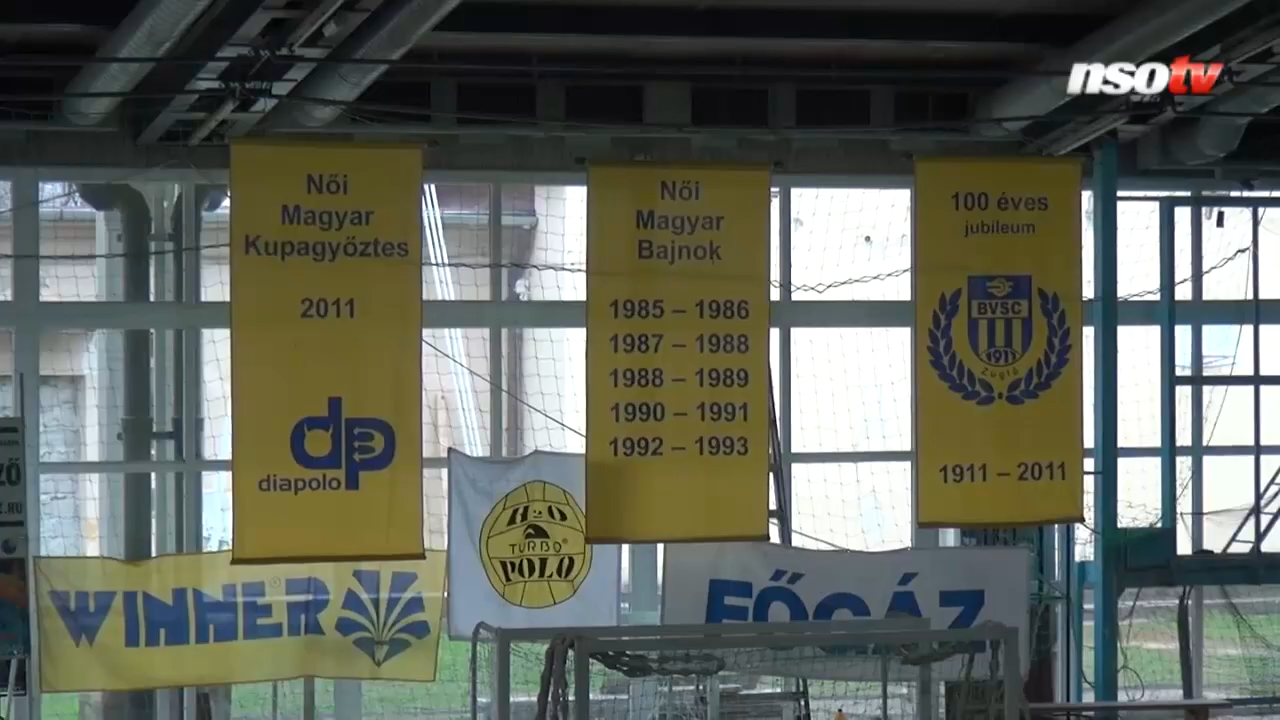 nsotv
Női
Magyar
Kupagyőztes
2011
dp
diapolo
Női
Magyar
Bajnok
1985 – 1986
1987 – 1988
1988 – 1989
1990 – 1991
1992 – 1993
100 éves
jubileum
BVSC
1911
Zugló
1911 – 2011
H2O
TURBO
POLO
WINNER
FŐGÁZ